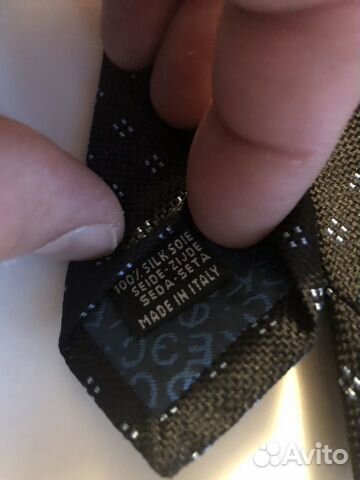 100% SILK·SOIE
SEIDE·ZIJDE
SEDA·SETA
MADE IN ITALY
Avito